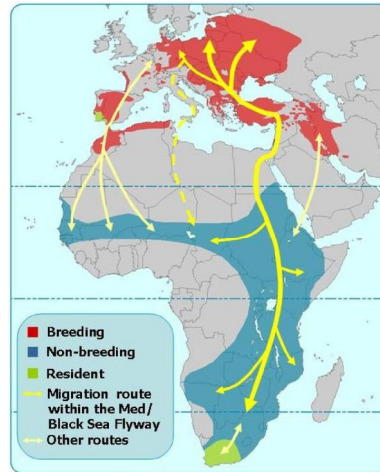 Breeding
Non-breeding
Resident
Migration route
within the Med/
Black Sea Flyway
Other routes